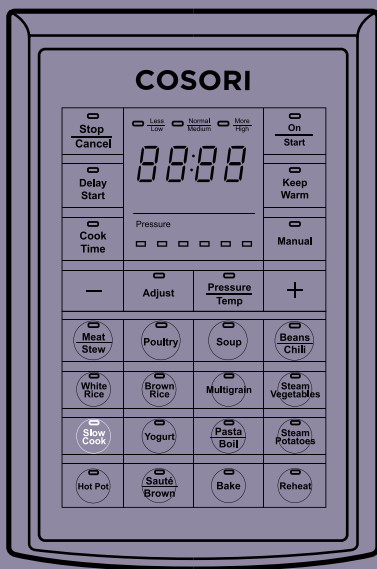 COSORI
Less Normal More
Low Medium High
Stop
Cancel
88:88
On
Start
Delay
Start
Keep
Warm
Cook
Time
Pressure
Manual
− Adjust Pressure +
Temp
Meat
Stew
Poultry
Soup
Beans
Chili
White
Rice
Brown
Rice
Multigrain
Steam
Vegetables
Slow
Cook
Yogurt
Pasta
Boil
Steam
Potatoes
Hot Pot
Sauté
Brown
Bake
Reheat